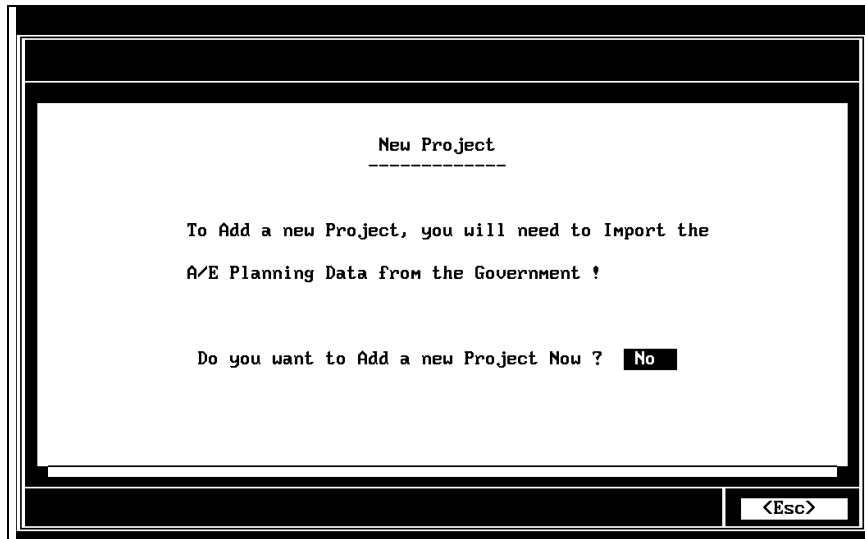 New Project
-------------
To Add a new Project, you will need to Import the
A/E Planning Data from the Government !
Do you want to Add a new Project Now ? No
<Esc>